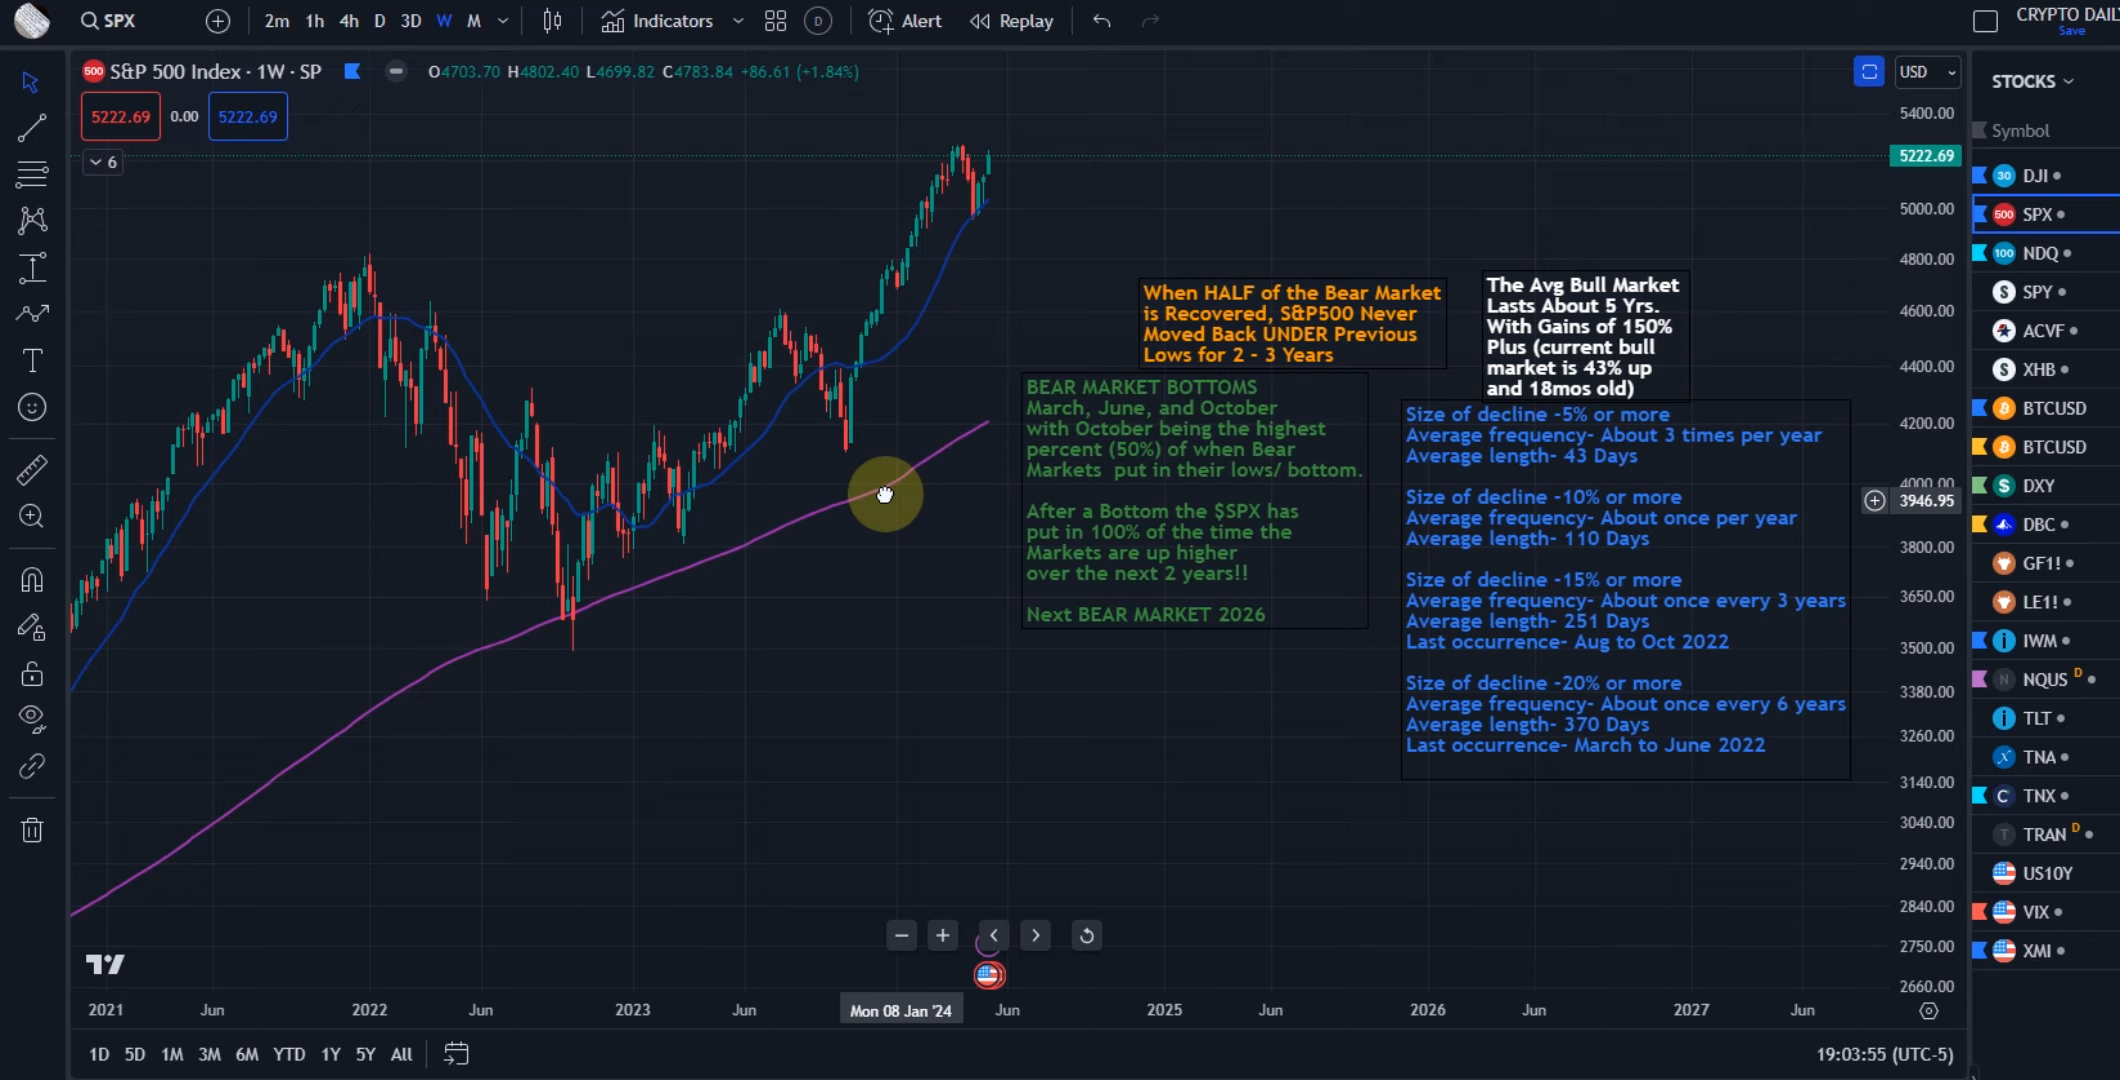 SPX
2m 1h 4h D 3D W M
Indicators
D
Alert
Replay
CRYPTO DAIL
Save
500 S&P 500 Index · 1W · SP
O4703.70 H4802.40 L4699.82 C4783.84 +86.61 (+1.84%)
5222.69 0.00 5222.69
6
USD
5400.00
5222.69
5000.00
4800.00
4600.00
4400.00
4200.00
4000.00
3946.95
3800.00
3650.00
3500.00
3380.00
3260.00
3140.00
3040.00
2940.00
2840.00
2750.00
2660.00
When HALF of the Bear Market
is Recovered, S&P500 Never
Moved Back UNDER Previous
Lows for 2 - 3 Years
The Avg Bull Market
Lasts About 5 Yrs.
With Gains of 150%
Plus (current bull
market is 43% up
and 18mos old)
BEAR MARKET BOTTOMS
March, June, and October
with October being the highest
percent (50%) of when Bear
Markets put in their lows/ bottom.
After a Bottom the $SPX has
put in 100% of the time the
Markets are up higher
over the next 2 years!!
Next BEAR MARKET 2026
Size of decline -5% or more
Average frequency- About 3 times per year
Average length- 43 Days
Size of decline -10% or more
Average frequency- About once per year
Average length- 110 Days
Size of decline -15% or more
Average frequency- About once every 3 years
Average length- 251 Days
Last occurrence- Aug to Oct 2022
Size of decline -20% or more
Average frequency- About once every 6 years
Average length- 370 Days
Last occurrence- March to June 2022
2021 Jun 2022 Jun 2023 Jun Mon 08 Jan '24 Jun 2025 Jun 2026 Jun 2027 Jun
1D 5D 1M 3M 6M YTD 1Y 5Y All
19:03:55 (UTC-5)
STOCKS
Symbol
30 DJI
500 SPX
100 NDQ
S SPY
ACVF
S XHB
BTCUSD
BTCUSD
S DXY
DBC
GF1!
LE1!
i IWM
N NQUS D
i TLT
TNA
C TNX
T TRAN D
US10Y
VIX
XMI